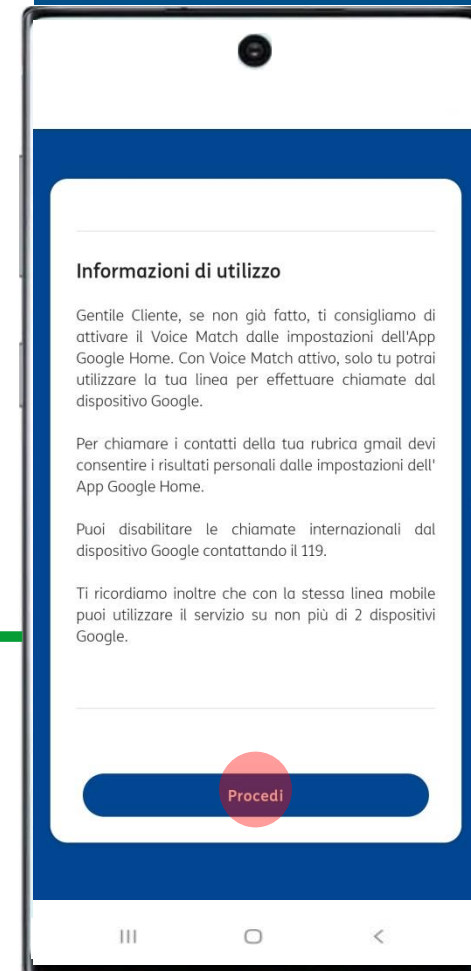 Informazioni di utilizzo
Gentile Cliente, se non già fatto, ti consigliamo di
attivare il Voice Match dalle impostazioni dell'App
Google Home. Con Voice Match attivo, solo tu potrai
utilizzare la tua linea per effettuare chiamate dal
dispositivo Google.
Per chiamare i contatti della tua rubrica gmail devi
consentire i risultati personali dalle impostazioni dell'
App Google Home.
Puoi disabilitare le chiamate internazionali dal
dispositivo Google contattando il 119.
Ti ricordiamo inoltre che con la stessa linea mobile
puoi utilizzare il servizio su non più di 2 dispositivi
Google.
Procedi